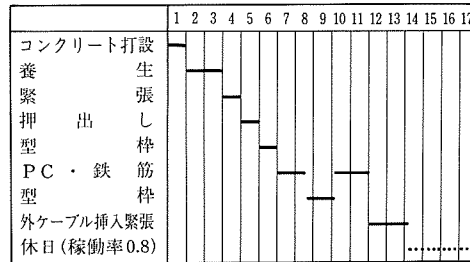 1 2 3 4 5 6 7 8 9 10 11 12 13 14 15 16 17
コンクリート打設
養生
緊張
押出し
型枠
PC・鉄筋
型枠
外ケーブル挿入緊張
休日(稼働率0.8)